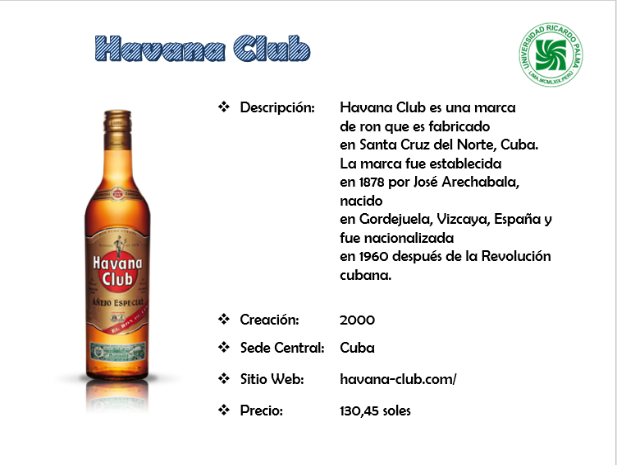 Havana Club
UNIVERSIDAD RICARDO PALMA
LIMA-MCMLXIX-PERÚ
❖ Descripción: Havana Club es una marca
de ron que es fabricado
en Santa Cruz del Norte, Cuba.
La marca fue establecida
en 1878 por José Arechabala,
nacido
en Gordejuela, Vizcaya, España y
fue nacionalizada
en 1960 después de la Revolución
cubana.
Havana
Club
AÑEJO ESPECIAL
EL RON DE
❖ Creación: 2000
❖ Sede Central: Cuba
❖ Sitio Web: havana-club.com/
❖ Precio: 130,45 soles